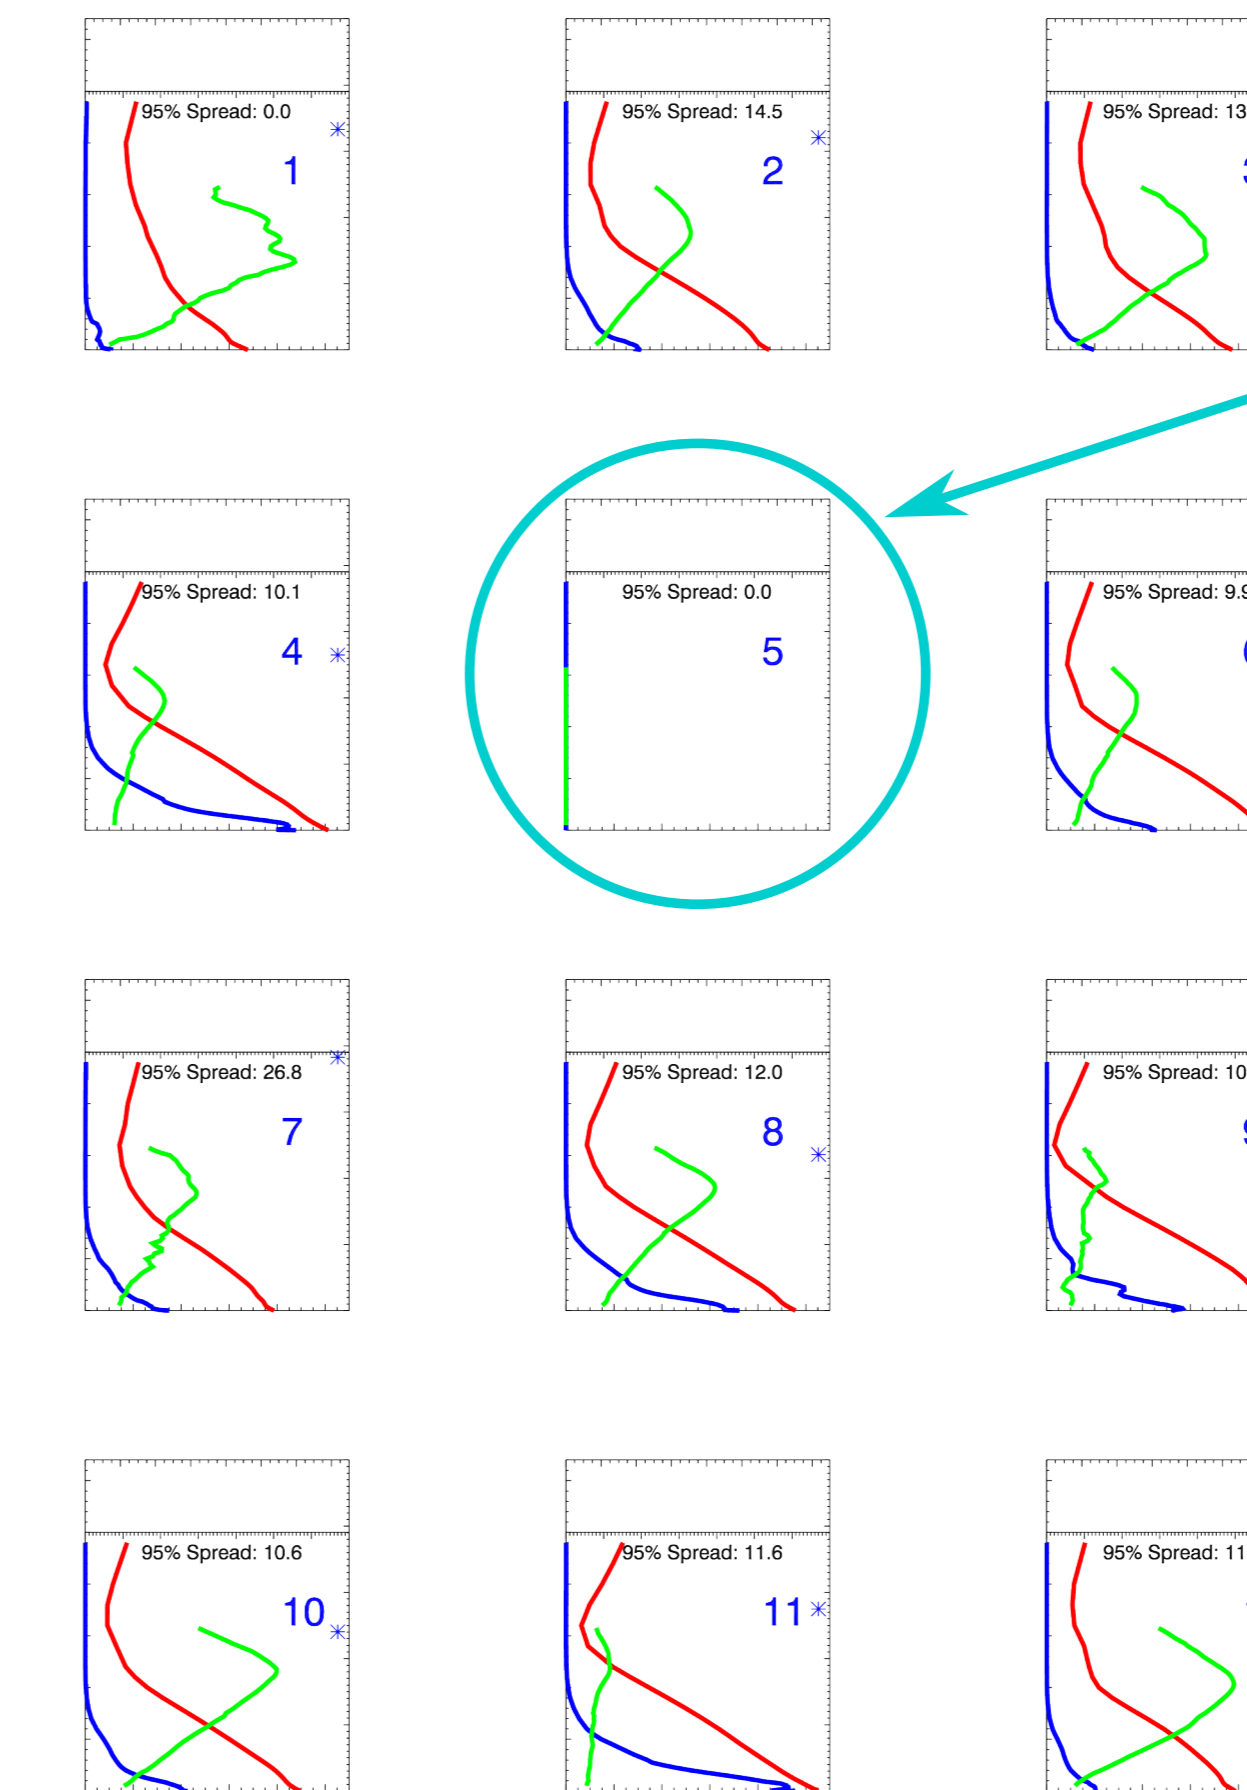 95% Spread: 0.0
1
95% Spread: 14.5
2
95% Spread: 13
95% Spread: 10.1
4
95% Spread: 0.0
5
95% Spread: 9.9
95% Spread: 26.8
7
95% Spread: 12.0
8
95% Spread: 10
95% Spread: 10.6
10
95% Spread: 11.6
11
95% Spread: 11